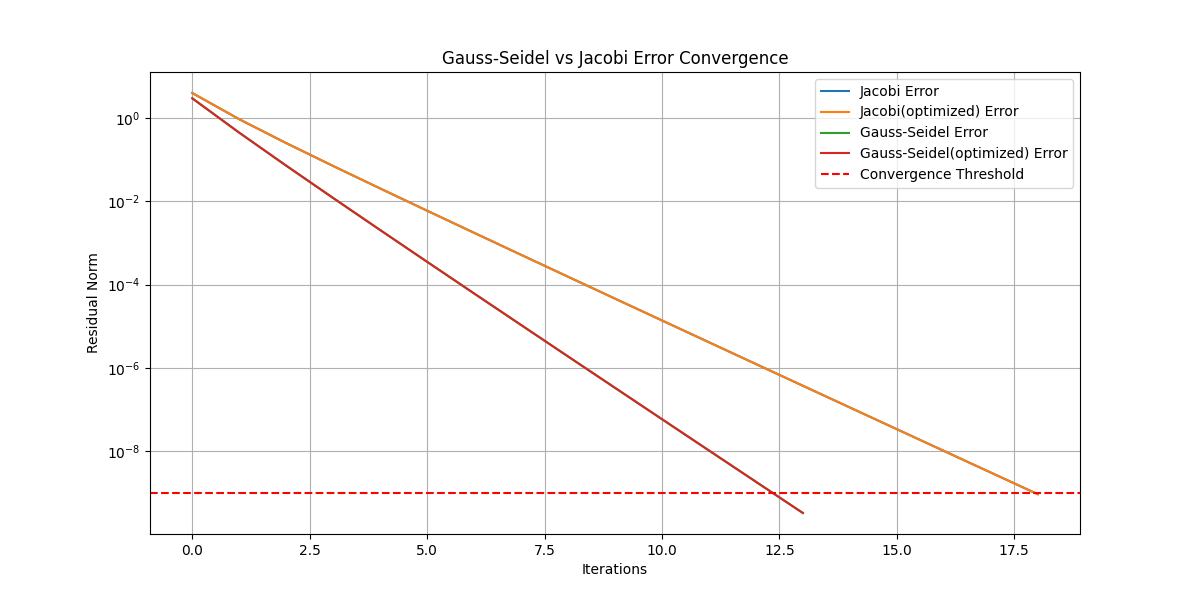 Gauss-Seidel vs Jacobi Error Convergence
Jacobi Error
Jacobi(optimized) Error
Gauss-Seidel Error
Gauss-Seidel(optimized) Error
Convergence Threshold
Residual Norm
10⁰
10⁻²
10⁻⁴
10⁻⁶
10⁻⁸
0.0 2.5 5.0 7.5 10.0 12.5 15.0 17.5
Iterations